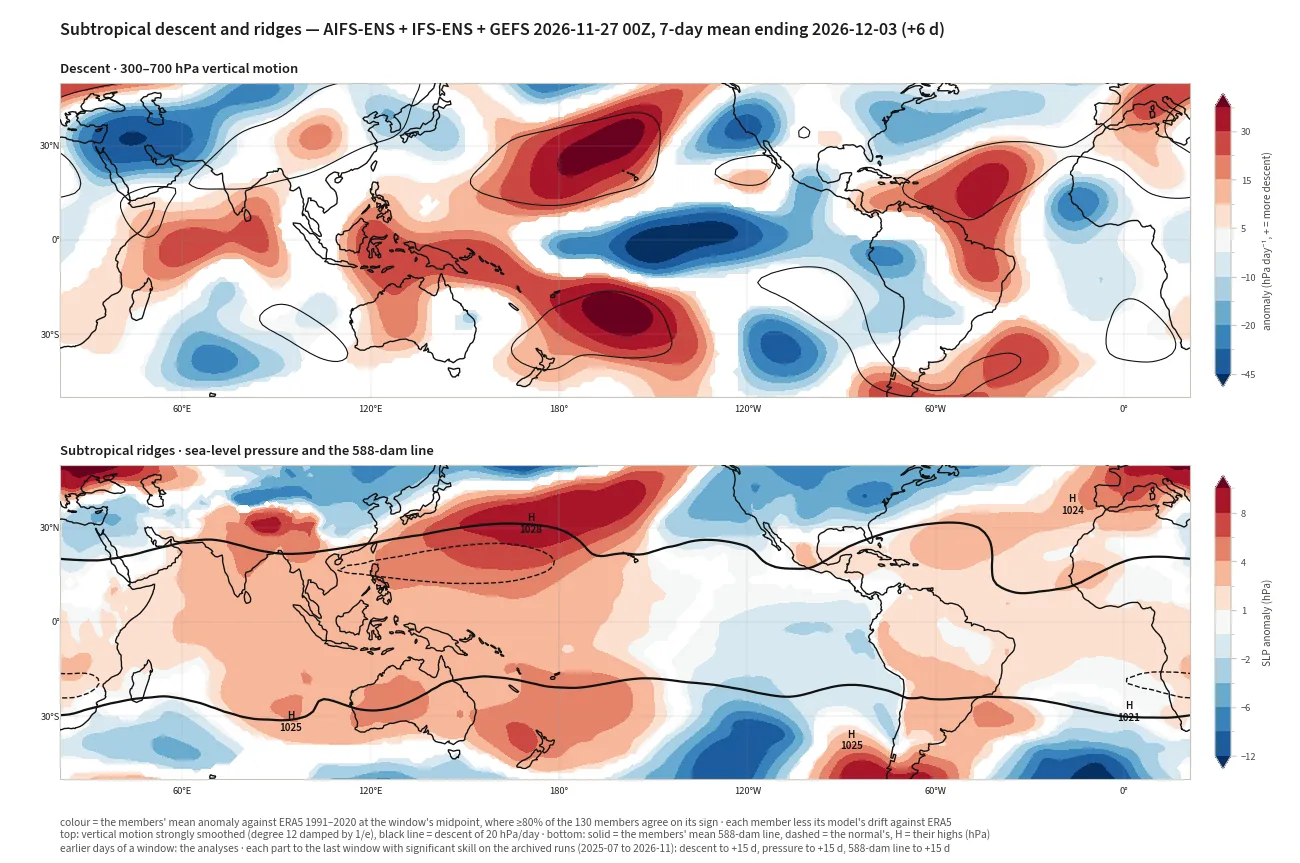 Subtropical descent and ridges — AIFS-ENS + IFS-ENS + GEFS 2026-11-27 00Z, 7-day mean ending 2026-12-03 (+6 d)
Descent · 300–700 hPa vertical motion
30°N
0°
30°S
60°E
120°E
180°
120°W
60°W
0°
30
15
5
−10
−20
−45
anomaly (hPa day⁻¹, + = more descent)
Subtropical ridges · sea-level pressure and the 588-dam line
H
1028
H
1024
H
1025
H
1025
H
1021
30°N
0°
30°S
60°E
120°E
180°
120°W
60°W
0°
8
4
1
−2
−6
−12
SLP anomaly (hPa)
colour = the members' mean anomaly against ERA5 1991–2020 at the window's midpoint, where ≥80% of the 130 members agree on its sign · each member less its model's drift against ERA5
top: vertical motion strongly smoothed (degree 12 damped by 1/e), black line = descent of 20 hPa/day · bottom: solid = the members' mean 588-dam line, dashed = the normal's, H = their highs (hPa)
earlier days of a window: the analyses · each part to the last window with significant skill on the archived runs (2025-07 to 2026-11): descent to +15 d, pressure to +15 d, 588-dam line to +15 d